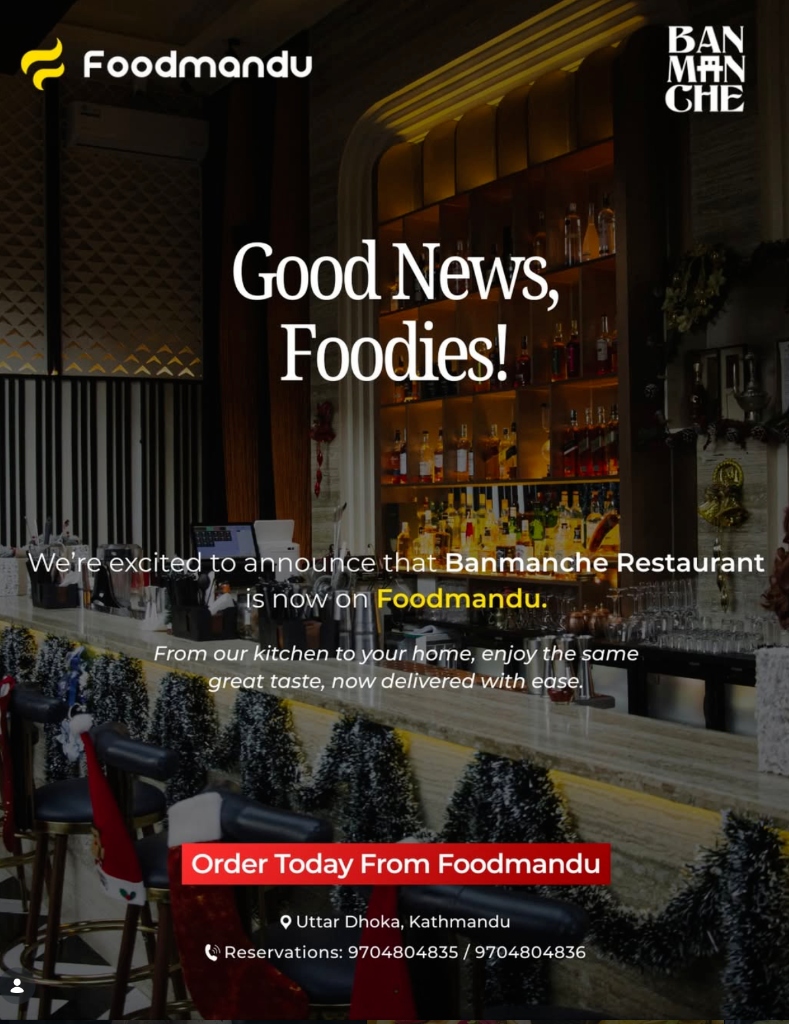 Foodmandu
BAN
MAN
CHE
Good News,
Foodies!
We're excited to announce that Banmanche Restaurant
is now on Foodmandu.
From our kitchen to your home, enjoy the same
great taste, now delivered with ease.
Order Today From Foodmandu
Uttar Dhoka, Kathmandu
Reservations: 9704804835 / 9704804836